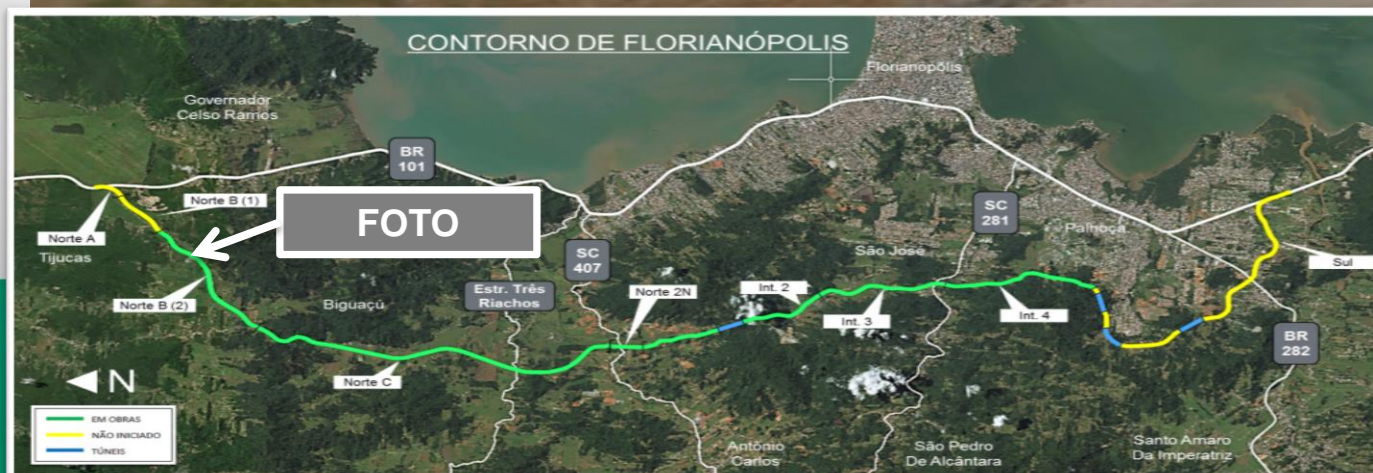 CONTORNO DE FLORIANÓPOLIS
Florianópolis
Governador
Celso Ramos
BR
101
Norte B (1)
FOTO
Norte A
Tijucas
SC
281
Palhoça
São José
Sul
SC
407
Norte B (2)
Biguaçú
Estr. Três
Riachos
Norte 2N
Int. 2
Int. 3
Int. 4
BR
282
N
Norte C
EM OBRAS
NÃO INICIADO
TÚNEIS
Antônio
Carlos
São Pedro
De Alcântara
Santo Amaro
Da Imperatriz